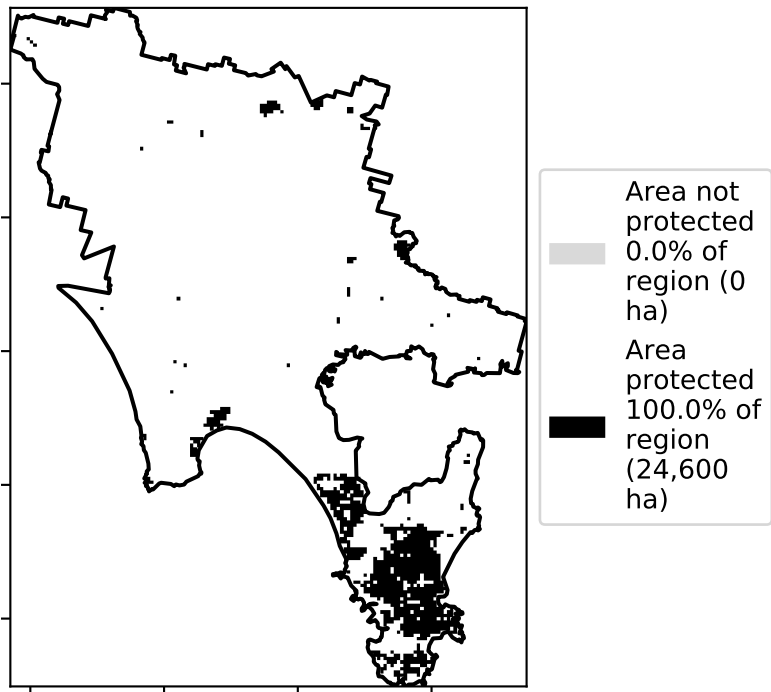 Area not
protected
0.0% of
region (0
ha)
Area
protected
100.0% of
region
(24,600
ha)